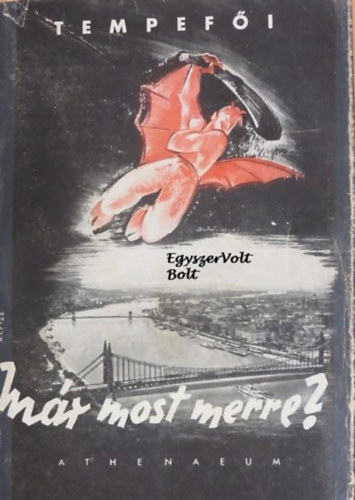 TEMPEFŐI
EgyszerVolt
Bolt
már most merre?
ATHENAEUM